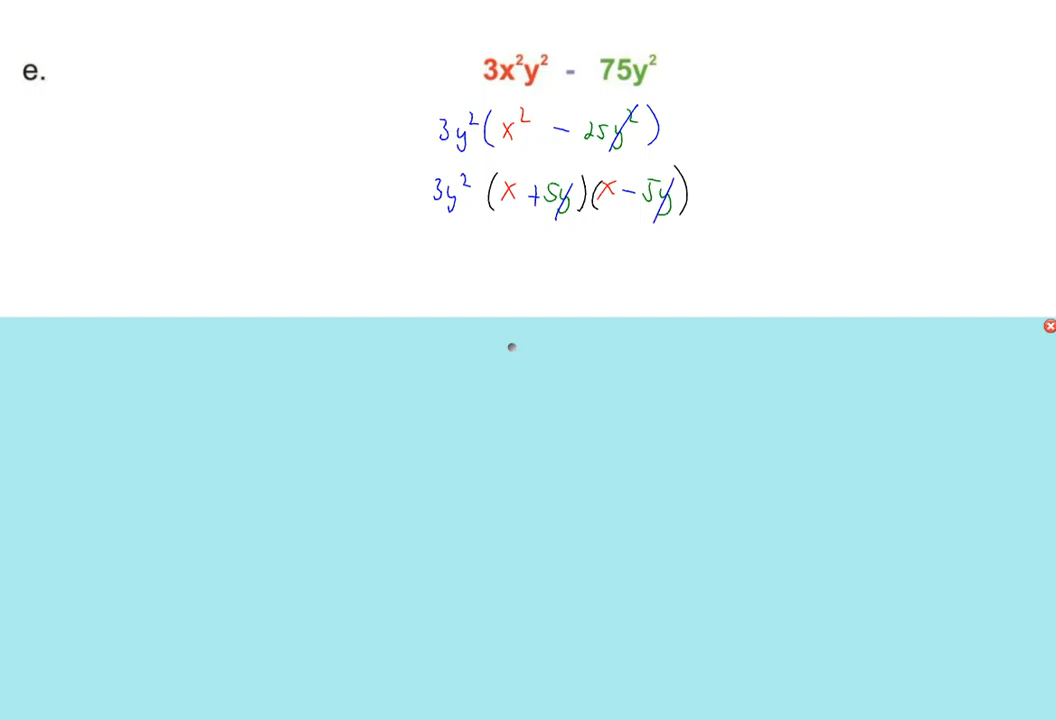 e. 3x²y² - 75y²
3y²(x² - 25y²)
3y² (x + 5y)(x - 5y)